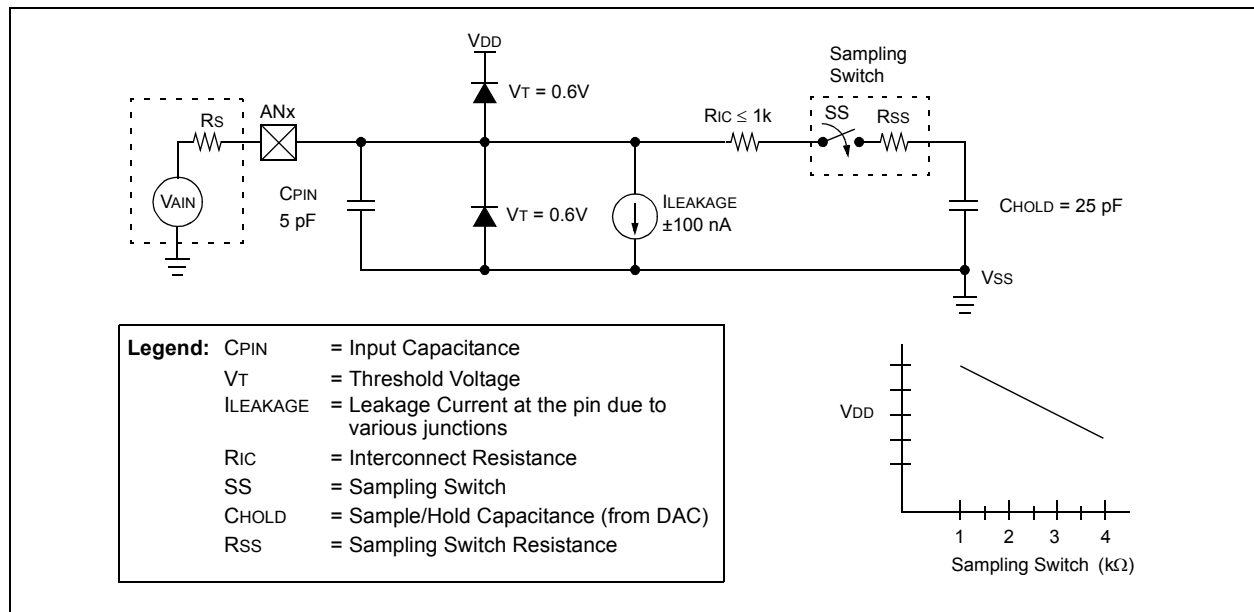 VDD
Sampling
Switch
VT = 0.6V
RS
ANx
RIC ≤ 1k
SS
RSS
VAIN
CPIN
5 pF
VT = 0.6V
ILEAKAGE
±100 nA
CHOLD = 25 pF
VSS
Legend: CPIN = Input Capacitance
VT = Threshold Voltage
ILEAKAGE = Leakage Current at the pin due to
various junctions
RIC = Interconnect Resistance
SS = Sampling Switch
CHOLD = Sample/Hold Capacitance (from DAC)
RSS = Sampling Switch Resistance
VDD
1 2 3 4
Sampling Switch (kΩ)